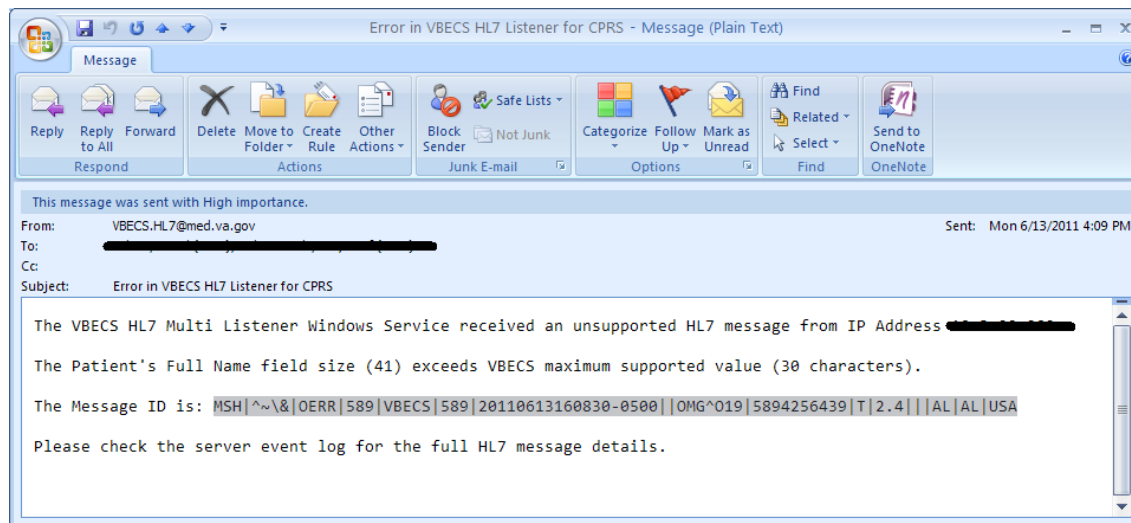 Error in VBECS HL7 Listener for CPRS - Message (Plain Text)
Message
Reply
Reply to All
Forward
Respond
Delete
Move to Folder
Create Rule
Other Actions
Actions
Block Sender
Safe Lists
Not Junk
Junk E-mail
Categorize
Follow Up
Mark as Unread
Options
Find
Related
Select
Find
Send to OneNote
OneNote
This message was sent with High importance.
From: VBECS.HL7@med.va.gov Sent: Mon 6/13/2011 4:09 PM
To:
Cc:
Subject: Error in VBECS HL7 Listener for CPRS
The VBECS HL7 Multi Listener Windows Service received an unsupported HL7 message from IP Address
The Patient's Full Name field size (41) exceeds VBECS maximum supported value (30 characters).
The Message ID is: MSH|^~\&|OERR|589|VBECS|589|20110613160830-0500||OMG^O19|5894256439|T|2.4|||AL|AL|USA
Please check the server event log for the full HL7 message details.